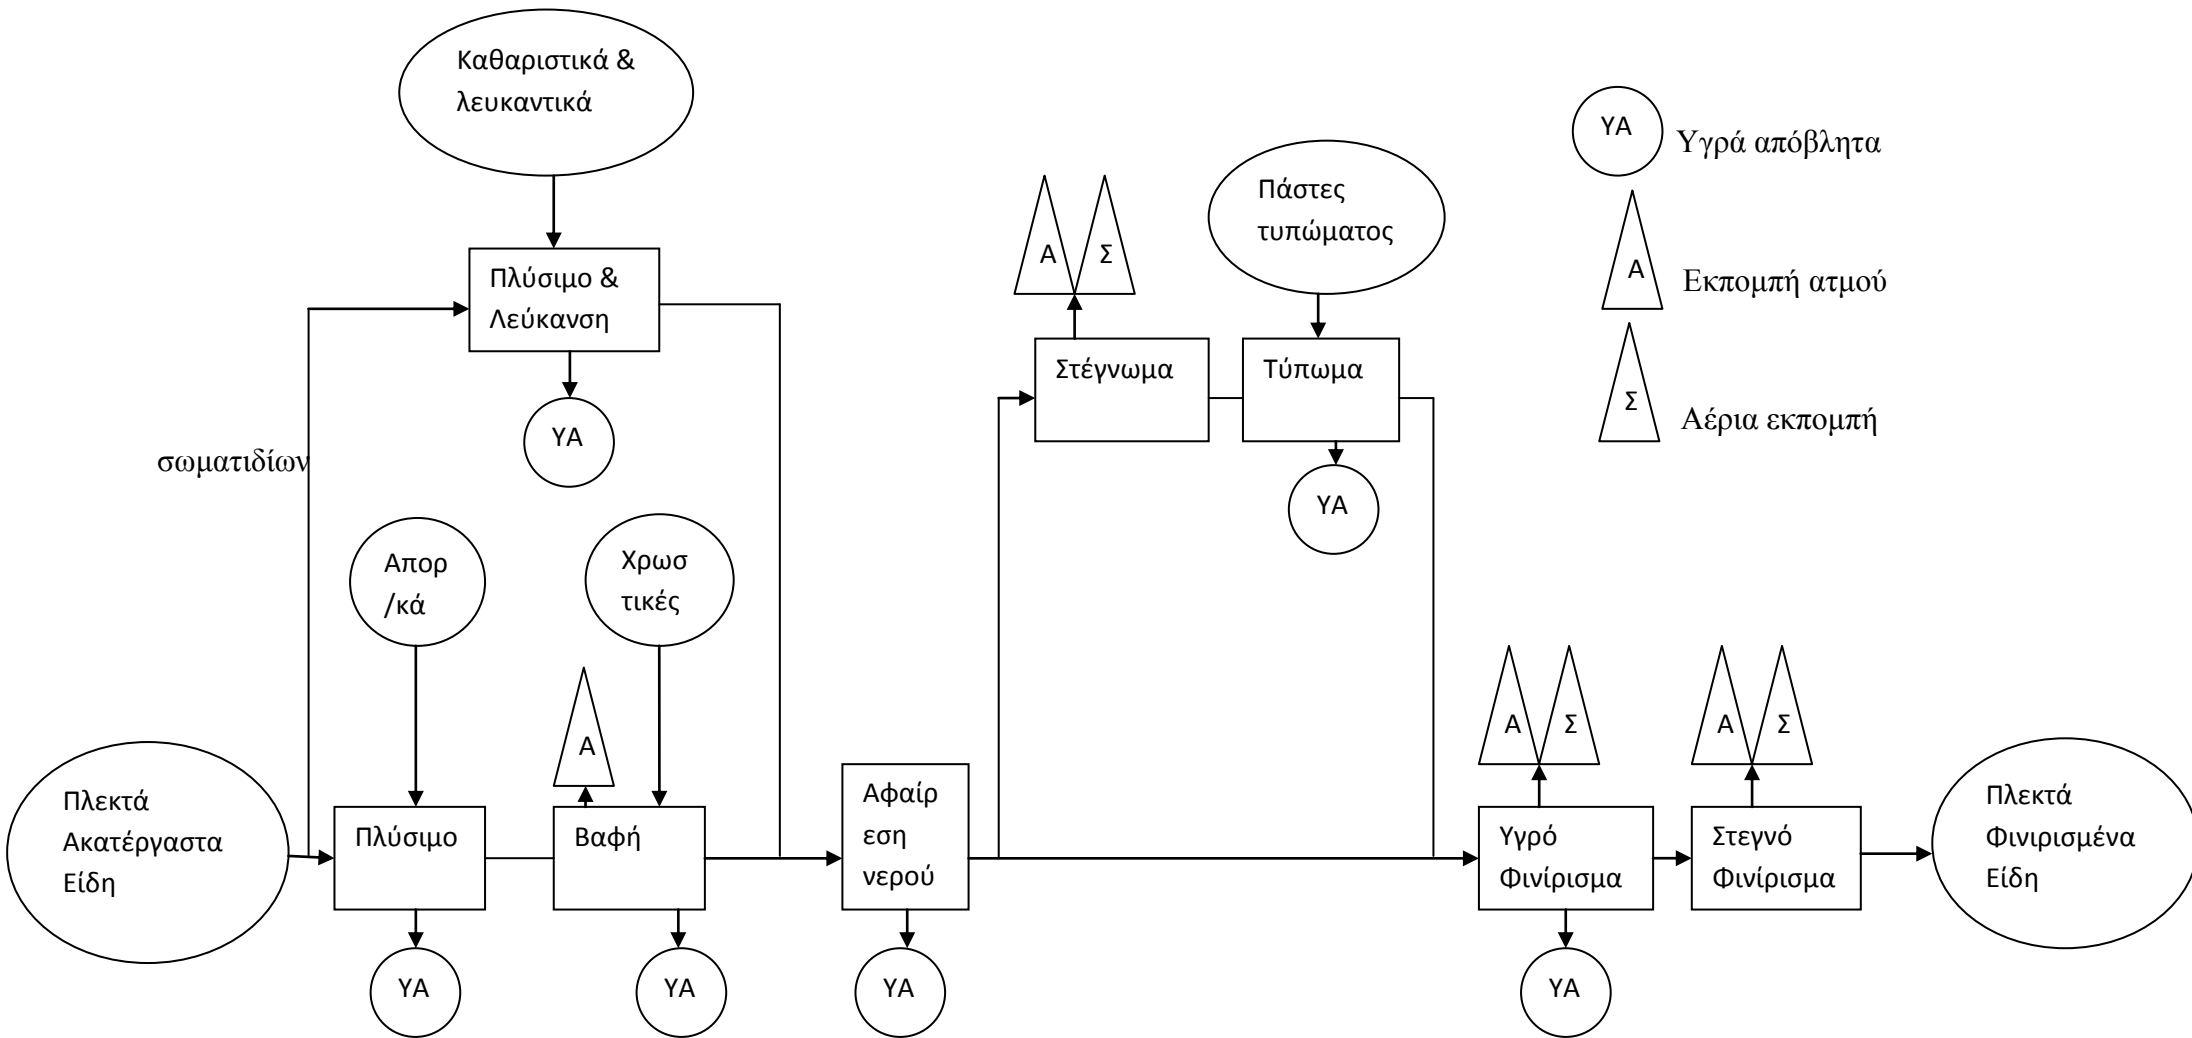 Καθαριστικά &
λευκαντικά
ΥΑ
Υγρά απόβλητα
Πάστες
τυπώματος
Α
Σ
Α
Εκπομπή ατμού
Πλύσιμο &
Λεύκανση
Στέγνωμα
Τύπωμα
Σ
Αέρια εκπομπή
ΥΑ
σωματιδίων
ΥΑ
Απορ
/κά
Χρωσ
τικές
Α
Α
Σ
Α
Σ
Πλεκτά
Ακατέργαστα
Είδη
Πλύσιμο
Βαφή
Αφαίρ
εση
νερού
Υγρό
Φινίρισμα
Στεγνό
Φινίρισμα
Πλεκτά
Φινιρισμένα
Είδη
ΥΑ
ΥΑ
ΥΑ
ΥΑ